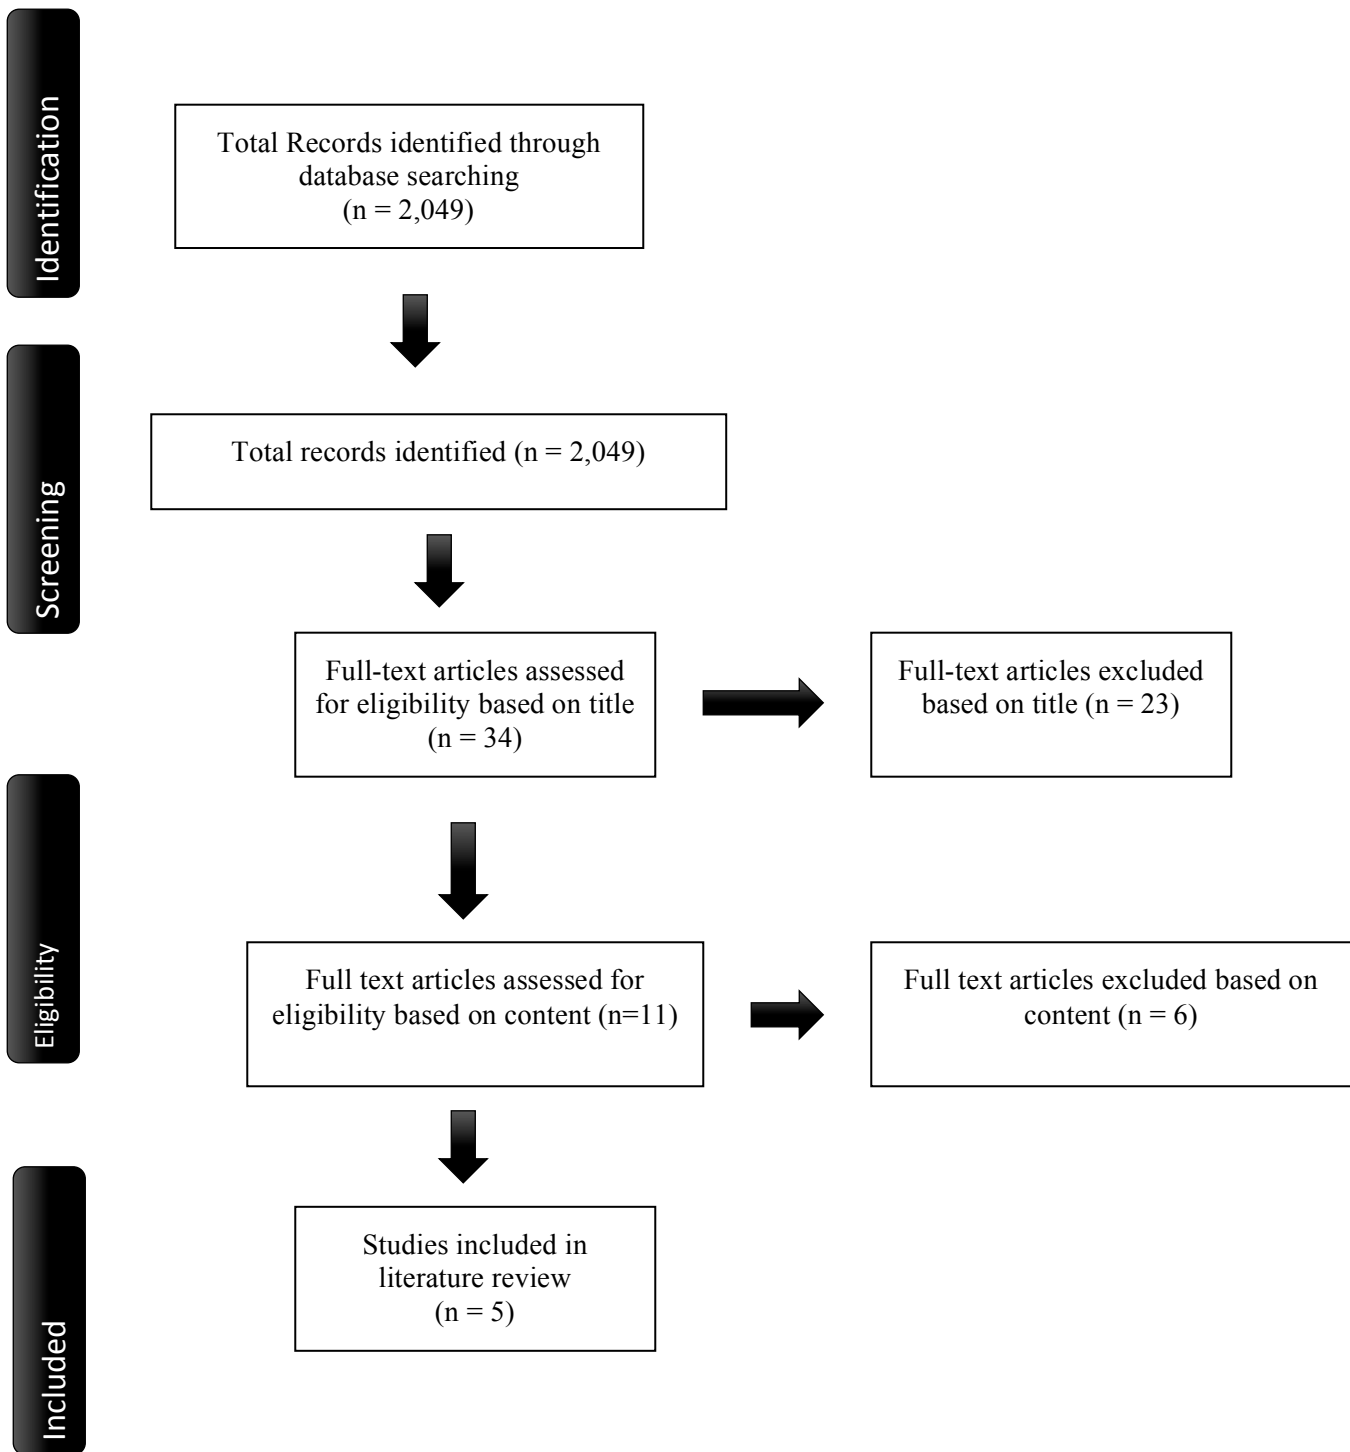 Identification
Total Records identified through
database searching
(n = 2,049)
Screening
Total records identified (n = 2,049)
Full-text articles assessed
for eligibility based on title
(n = 34)
Full-text articles excluded
based on title (n = 23)
Eligibility
Full text articles assessed for
eligibility based on content (n=11)
Full text articles excluded based on
content (n = 6)
Included
Studies included in
literature review
(n = 5)